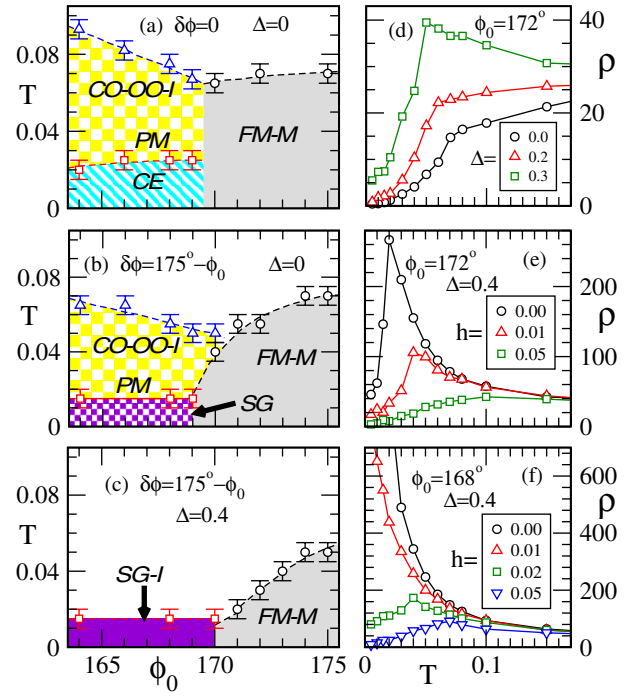 (a) δϕ=0 Δ=0
0.08
T
CO-OO-I
0.04
PM
FM-M
CE
0
(b) δϕ=175°-ϕ0 Δ=0
0.08
T
CO-OO-I
0.04
FM-M
PM
SG
0
(c) δϕ=175°-ϕ0
0.08
Δ=0.4
T
SG-I
0.04
FM-M
0
165 170 175
ϕ0
(d) ϕ0=172°
40
ρ
20
Δ=
0.0
0.2
0.3
0
ϕ0=172° (e)
Δ=0.4
200
ρ
h=
0.00
0.01
0.05
100
0
ϕ0=168° (f)
Δ=0.4
600
ρ
400
h=
0.00
0.01
0.02
0.05
200
0
0 0.1
T